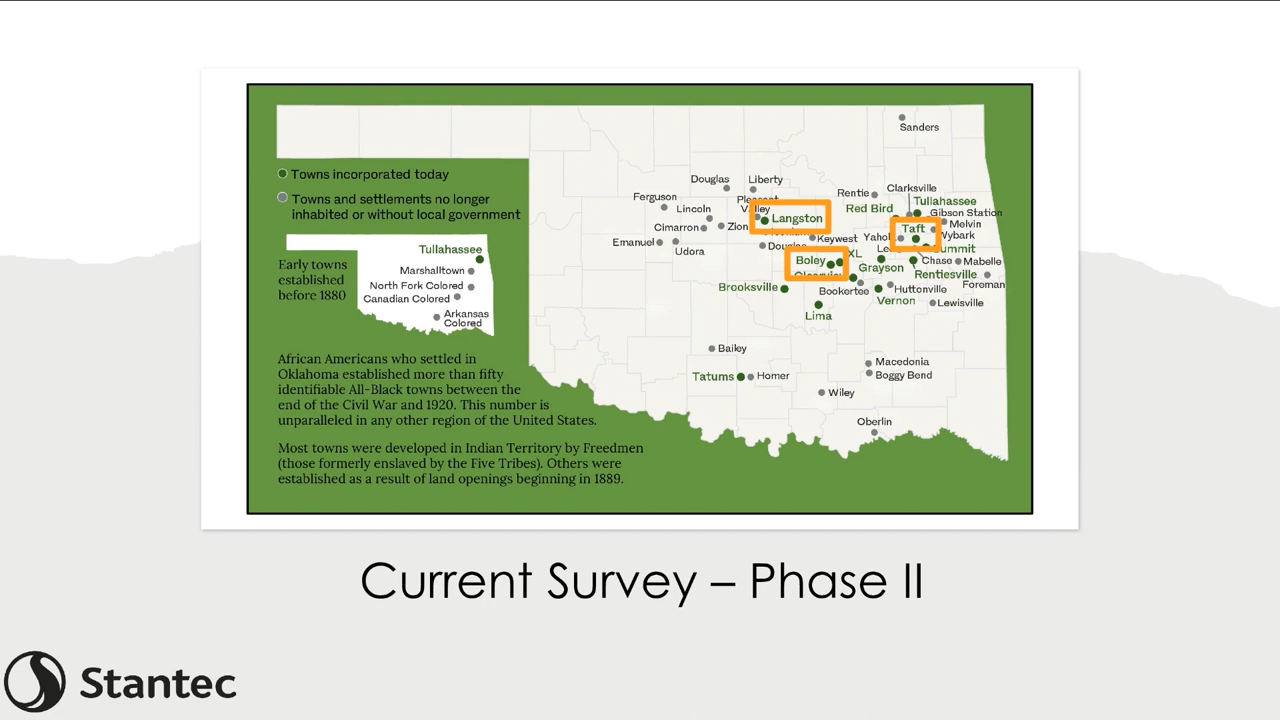 Sanders
Towns incorporated today
Towns and settlements no longer
inhabited or without local government
Douglas
Liberty
Ferguson
Pleasant
Valley
Lincoln
Langston
Cimarron
Zion
Emanuel
Udora
Keywest
Rentie
Clarksville
Red Bird
Tullahassee
Gibson Station
Melvin
Taft
Wybark
Boley
Grayson
Chase
Mabelle
Rentiesville
Foreman
Brooksville
Bookertee
Huttonville
Vernon
Lewisville
Lima
Tullahassee
Early towns
established
before 1880
Marshalltown
North Fork Colored
Canadian Colored
Arkansas
Colored
Bailey
Macedonia
Boggy Bend
Tatums
Homer
Wiley
Oberlin
African Americans who settled in
Oklahoma established more than fifty
identifiable All-Black towns between the
end of the Civil War and 1920. This number is
unparalleled in any other region of the United States.
Most towns were developed in Indian Territory by Freedmen
(those formerly enslaved by the Five Tribes). Others were
established as a result of land openings beginning in 1889.
Current Survey – Phase II
Stantec